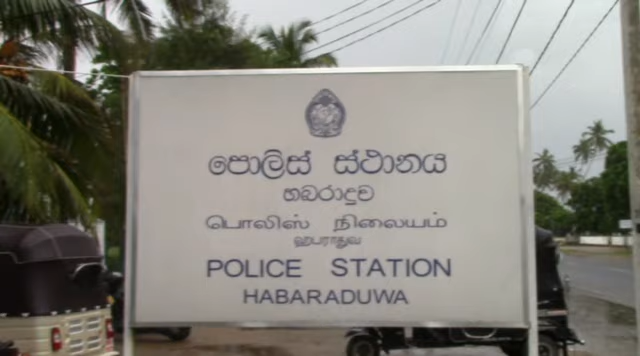 පොලිස් ස්ථානය
හබරාදූව
பொலிஸ் நிலையம்
ஹபராதுவ
POLICE STATION
HABARADUWA